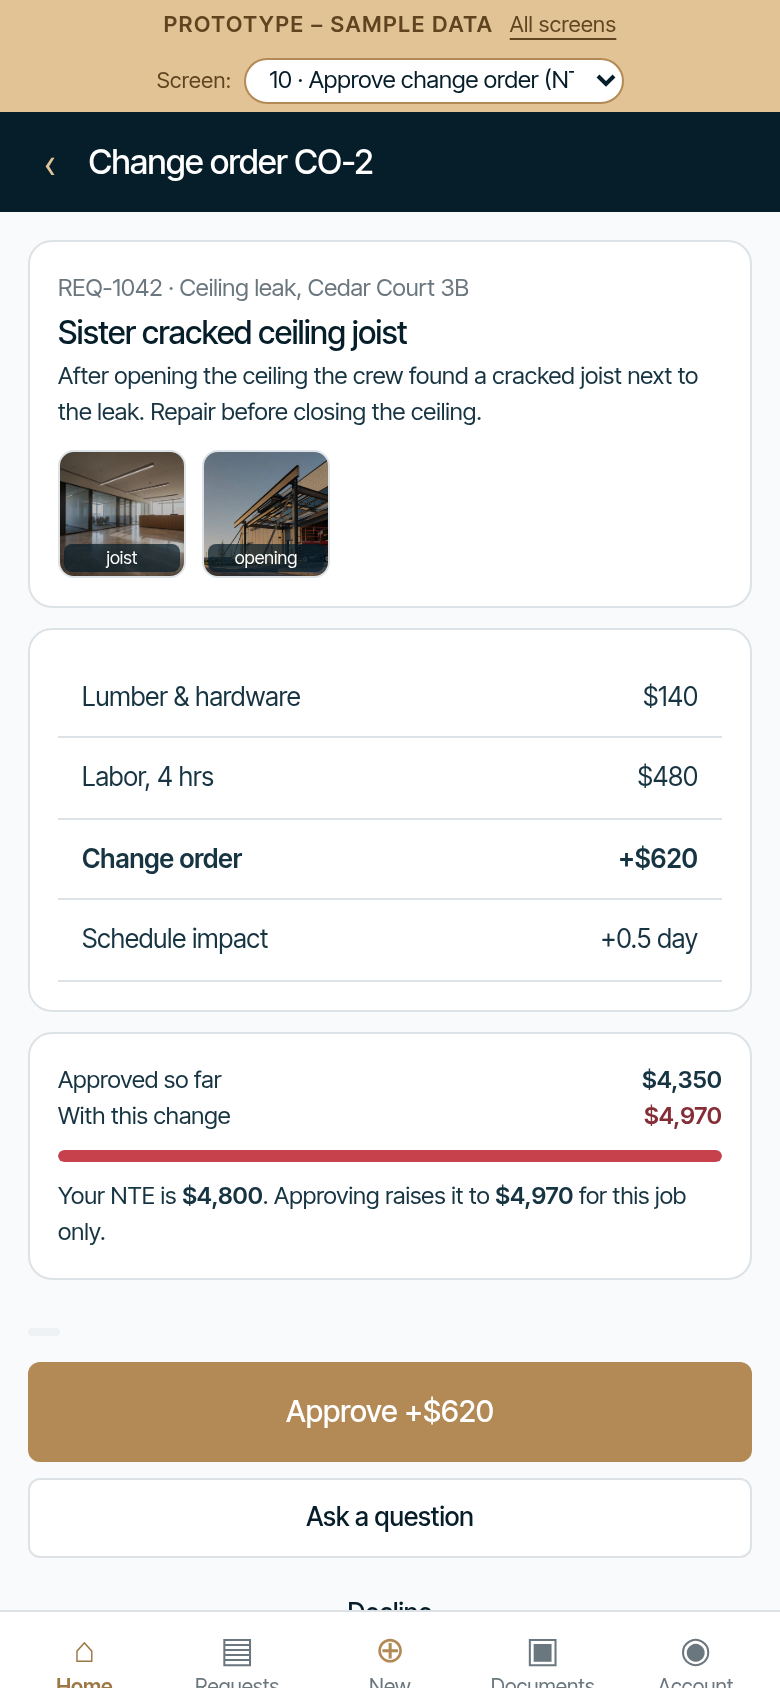 PROTOTYPE – SAMPLE DATA All screens
Screen: 10 · Approve change order (NT
Change order CO-2
REQ-1042 · Ceiling leak, Cedar Court 3B
Sister cracked ceiling joist
After opening the ceiling the crew found a cracked joist next to
the leak. Repair before closing the ceiling.
joist opening
Lumber & hardware $140
Labor, 4 hrs $480
Change order +$620
Schedule impact +0.5 day
Approved so far $4,350
With this change $4,970
Your NTE is $4,800. Approving raises it to $4,970 for this job
only.
Approve +$620
Ask a question
Decline
Home Requests New Documents Account